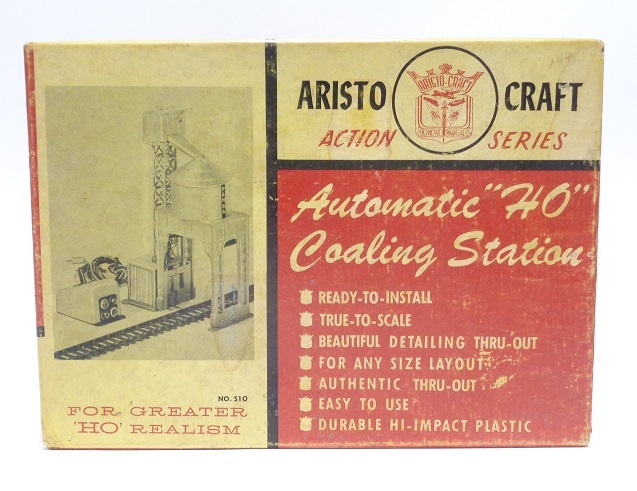 ARISTO CRAFT
ARISTO-CRAFT
ACTION SERIES
Automatic "HO"
Coaling Station
READY-TO-INSTALL
TRUE-TO-SCALE
BEAUTIFUL DETAILING THRU-OUT
FOR ANY SIZE LAYOUT
AUTHENTIC THRU-OUT
EASY TO USE
DURABLE HI-IMPACT PLASTIC
NO. 510
FOR GREATER
'HO' REALISM